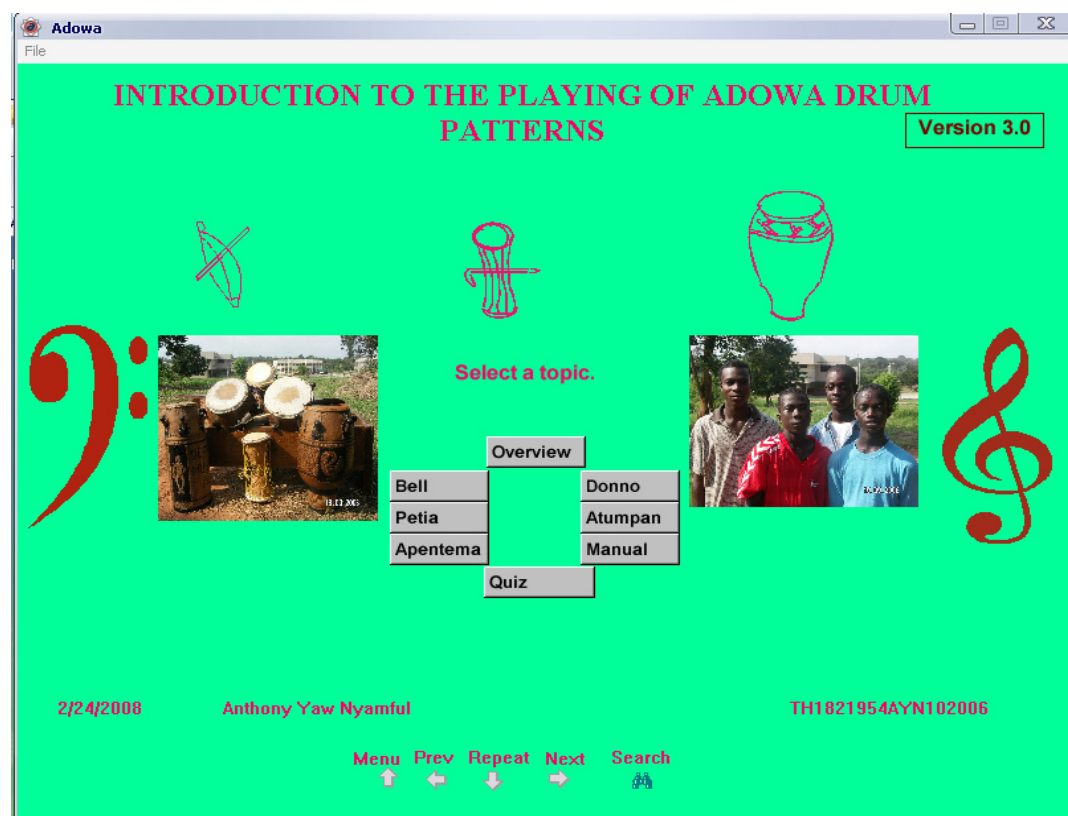 Adowa
File
INTRODUCTION TO THE PLAYING OF ADOWA DRUM
PATTERNS
Version 3.0
Select a topic.
Overview
Bell
Donno
Petia
Atumpan
Apentema
Manual
Quiz
2/24/2008
Anthony Yaw Nyamful
TH1821954AYN102006
Menu Prev Repeat Next Search